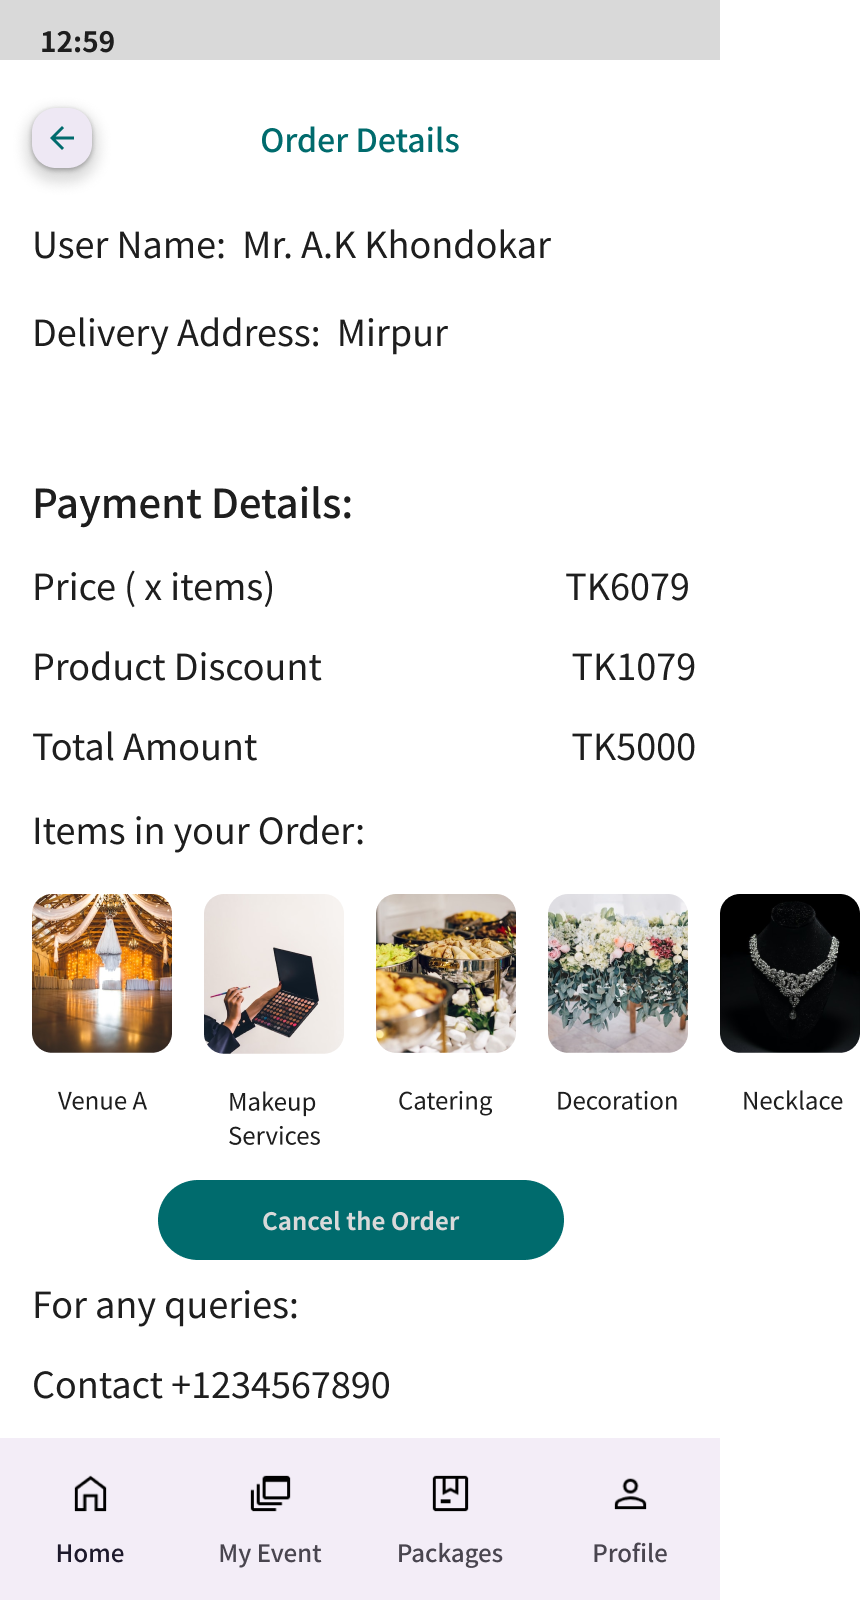 12:59
Order Details
User Name:  Mr. A.K Khondokar
Delivery Address:  Mirpur
Payment Details:
Price ( x items) TK6079
Product Discount TK1079
Total Amount TK5000
Items in your Order:
Venue A Makeup Catering Decoration Necklace
Services
Cancel the Order
For any queries:
Contact +1234567890
Home My Event Packages Profile